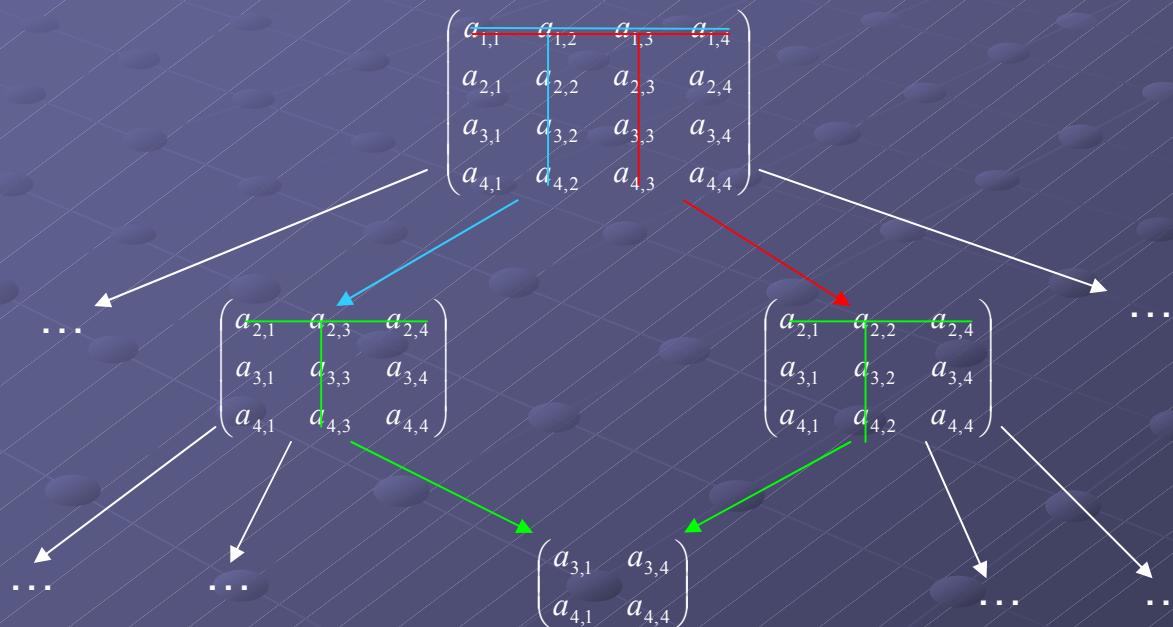 a1,1 a1,2 a1,3 a1,4
a2,1 a2,2 a2,3 a2,4
a3,1 a3,2 a3,3 a3,4
a4,1 a4,2 a4,3 a4,4
... ...
a2,1 a2,3 a2,4 a2,1 a2,2 a2,4
a3,1 a3,3 a3,4 a3,1 a3,2 a3,4
a4,1 a4,3 a4,4 a4,1 a4,2 a4,4
a3,1 a3,4
... ... ... ...
a4,1 a4,4